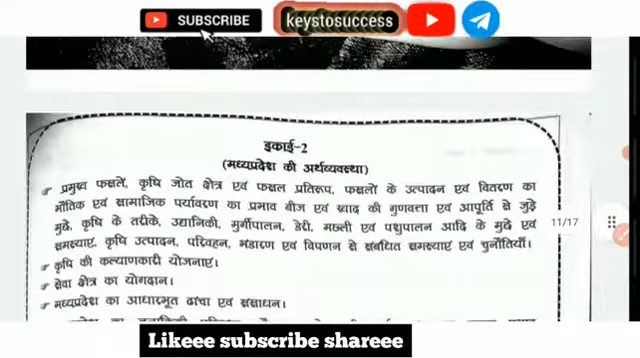 SUBSCRIBE
keystosuccess
इकाई-2
(मध्यप्रदेश की अर्थव्यवस्था)
प्रमुख फसलें, कृषि जोत क्षेत्र एवं फसल प्रतिरूप, फसलों के उत्पादन एवं वितरण का
भौतिक एवं सामाजिक पर्यावरण का प्रभाव बीज एवं खाद की गुणवत्ता एवं आपूर्ति से जुड़े
मुद्दे, कृषि के तरीके, उद्यानिकी, मुर्गीपालन, डेरी, मछली एवं पशुपालन आदि के मुद्दे एवं
समस्याएं, कृषि उत्पादन, परिवहन, भंडारण एवं विपणन से संबंधित समस्याएं एवं चुनौतियाँ।
11/17
कृषि की कल्याणकारी योजनाएं।
सेवा क्षेत्र का योगदान।
मध्यप्रदेश का आधारभूत ढांचा एवं संसाधन।
Likeee subscribe shareee